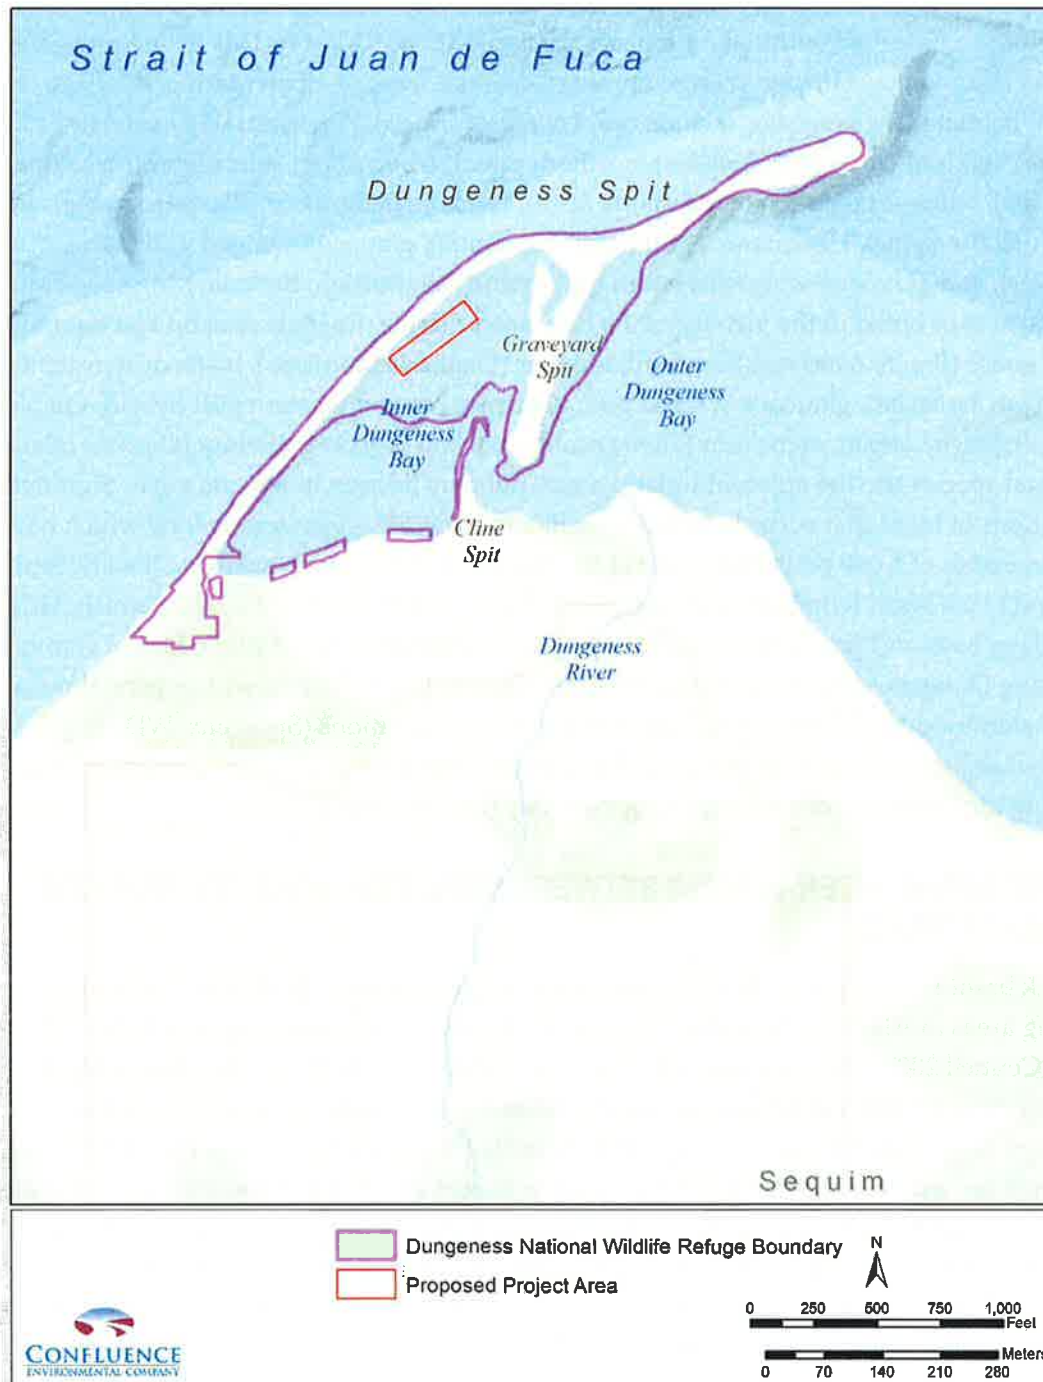 Strait of Juan de Fuca
Dungeness Spit
Graveyard
Spit
Outer
Dungeness
Bay
Inner
Dungeness
Bay
Cline
Spit
Dungeness
River
Sequim
Dungeness National Wildlife Refuge Boundary
Proposed Project Area
N
0 250 500 750 1,000
Feet
Meters
0 70 140 210 280
CONFLUENCE
ENVIRONMENTAL COMPANY